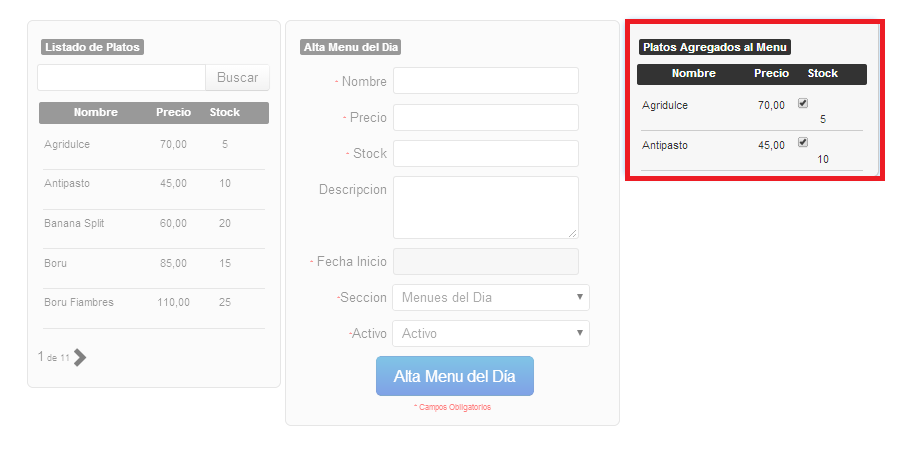 Listado de Platos
Buscar
Nombre Precio Stock
Agridulce 70,00 5
Antipasto 45,00 10
Banana Split 60,00 20
Boru 85,00 15
Boru Fiambres 110,00 25
1 de 11
Alta Menu del Dia
- Nombre
- Precio
- Stock
Descripcion
- Fecha Inicio
-Seccion Menues del Dia
-Activo Activo
Alta Menu del Día
* Campos Obligatorios
Platos Agregados al Menu
Nombre Precio Stock
Agridulce 70,00
5
Antipasto 45,00
10